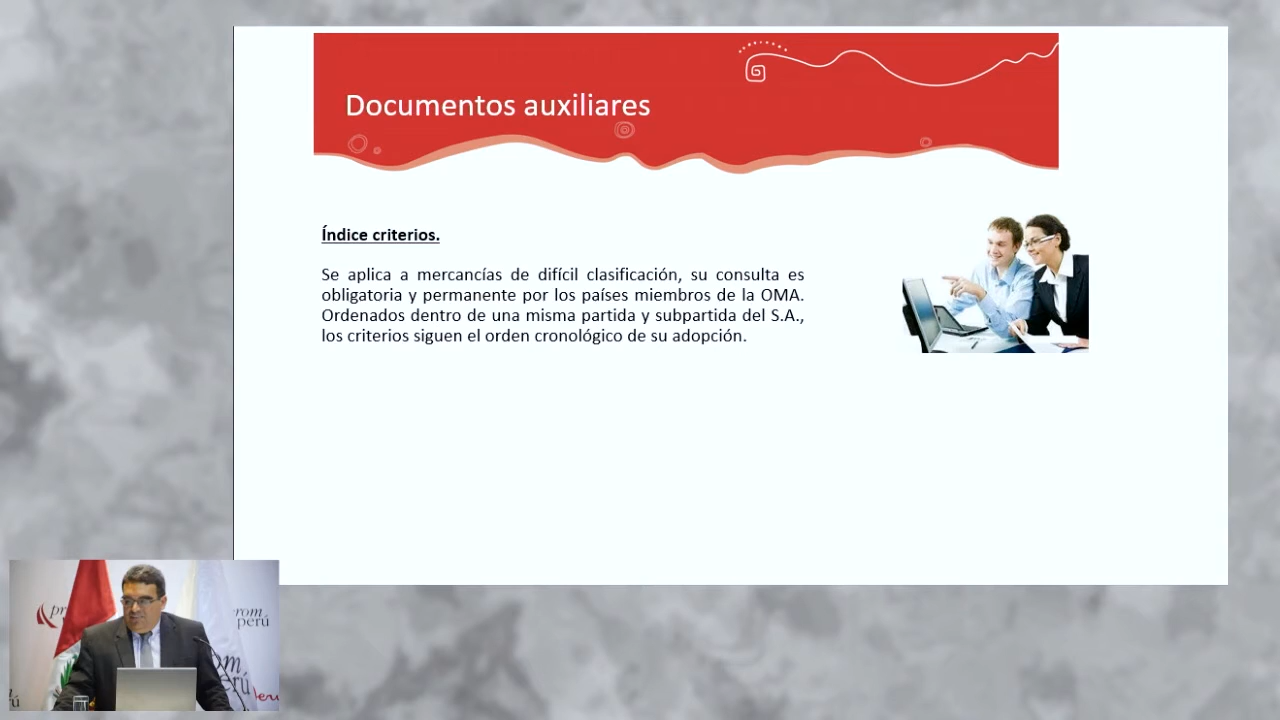 Documentos auxiliares
Índice criterios.
Se aplica a mercancías de difícil clasificación, su consulta es
obligatoria y permanente por los países miembros de la OMA.
Ordenados dentro de una misma partida y subpartida del S.A.,
los criterios siguen el orden cronológico de su adopción.
perú